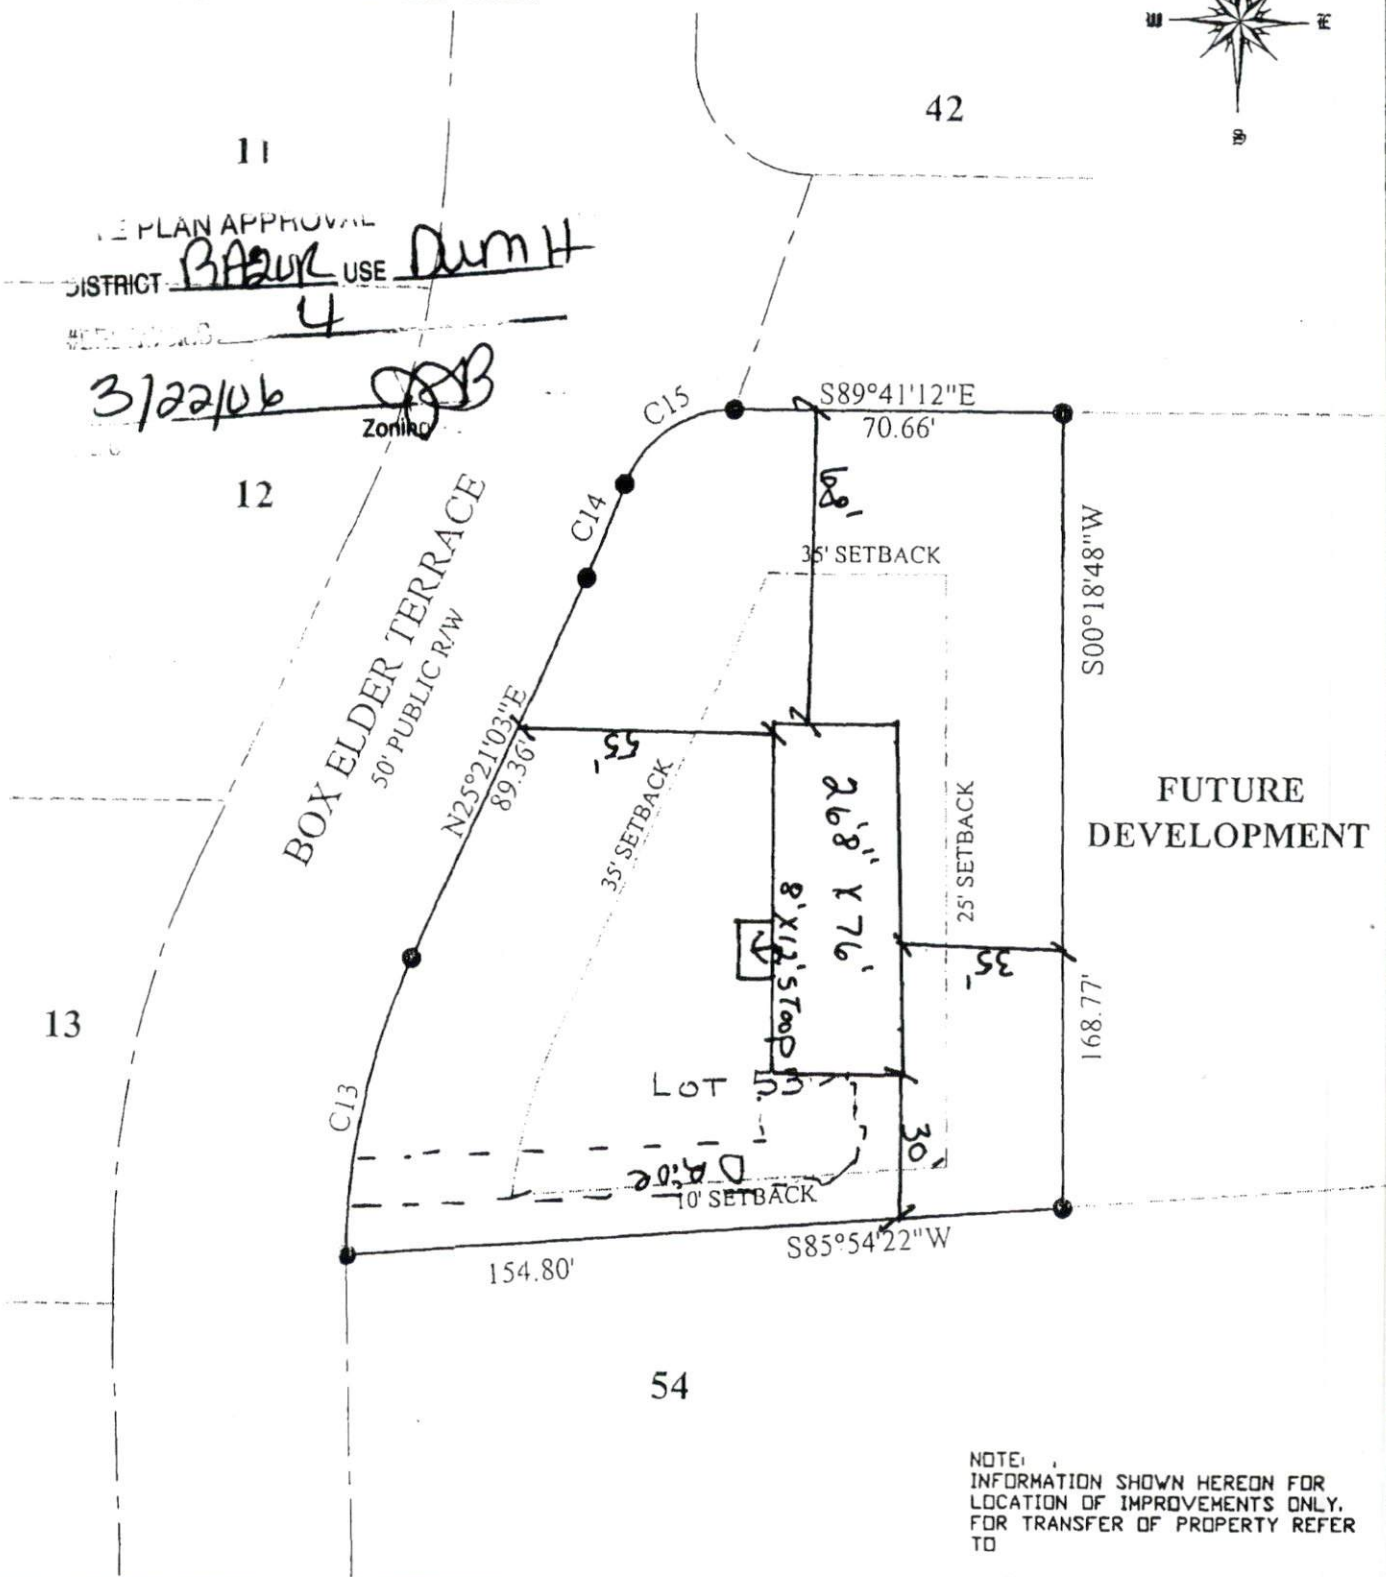 W E
S
42
11
PLAN APPROVAL
DISTRICT USE DWMH
4
3/22/06
Zoning
12
C15
S89°41'12"E
70.66'
C14
68'
35' SETBACK
S00°18'48"W
BOX ELDER TERRACE
50' PUBLIC R/W
N25°21'03"E
89.36'
55'
35' SETBACK
26'8" X 76'
8'X12' STOOP
25' SETBACK
FUTURE
DEVELOPMENT
35'
168.77'
13
C13
LOT 53
30'
DRIVE
10' SETBACK
S85°54'22"W
154.80'
54
NOTE:
INFORMATION SHOWN HEREON FOR
LOCATION OF IMPROVEMENTS ONLY.
FOR TRANSFER OF PROPERTY REFER
TO